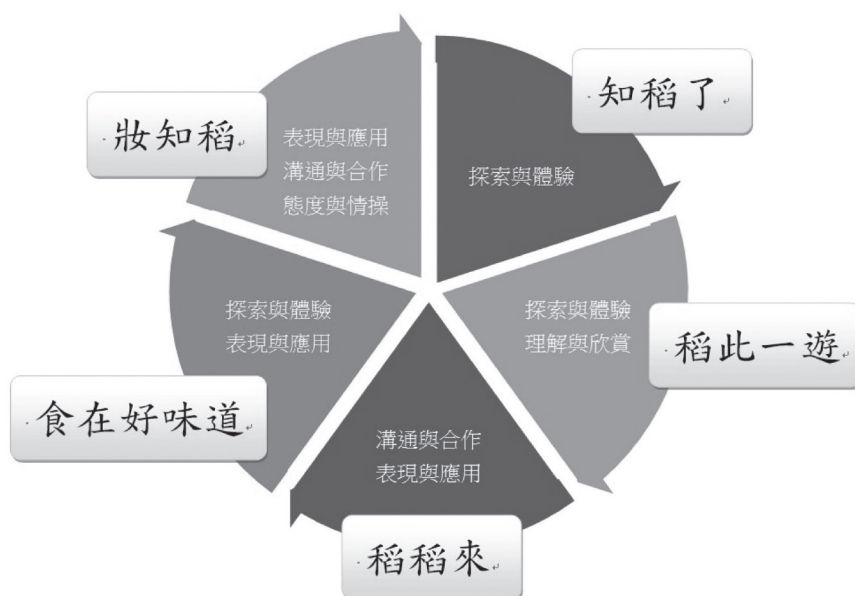 知稻了
探索與體驗
稻此一遊
探索與體驗
理解與欣賞
稻稻來
溝通與合作
表現與應用
食在好味道
探索與體驗
表現與應用
妝知稻
表現與應用
溝通與合作
態度與情操